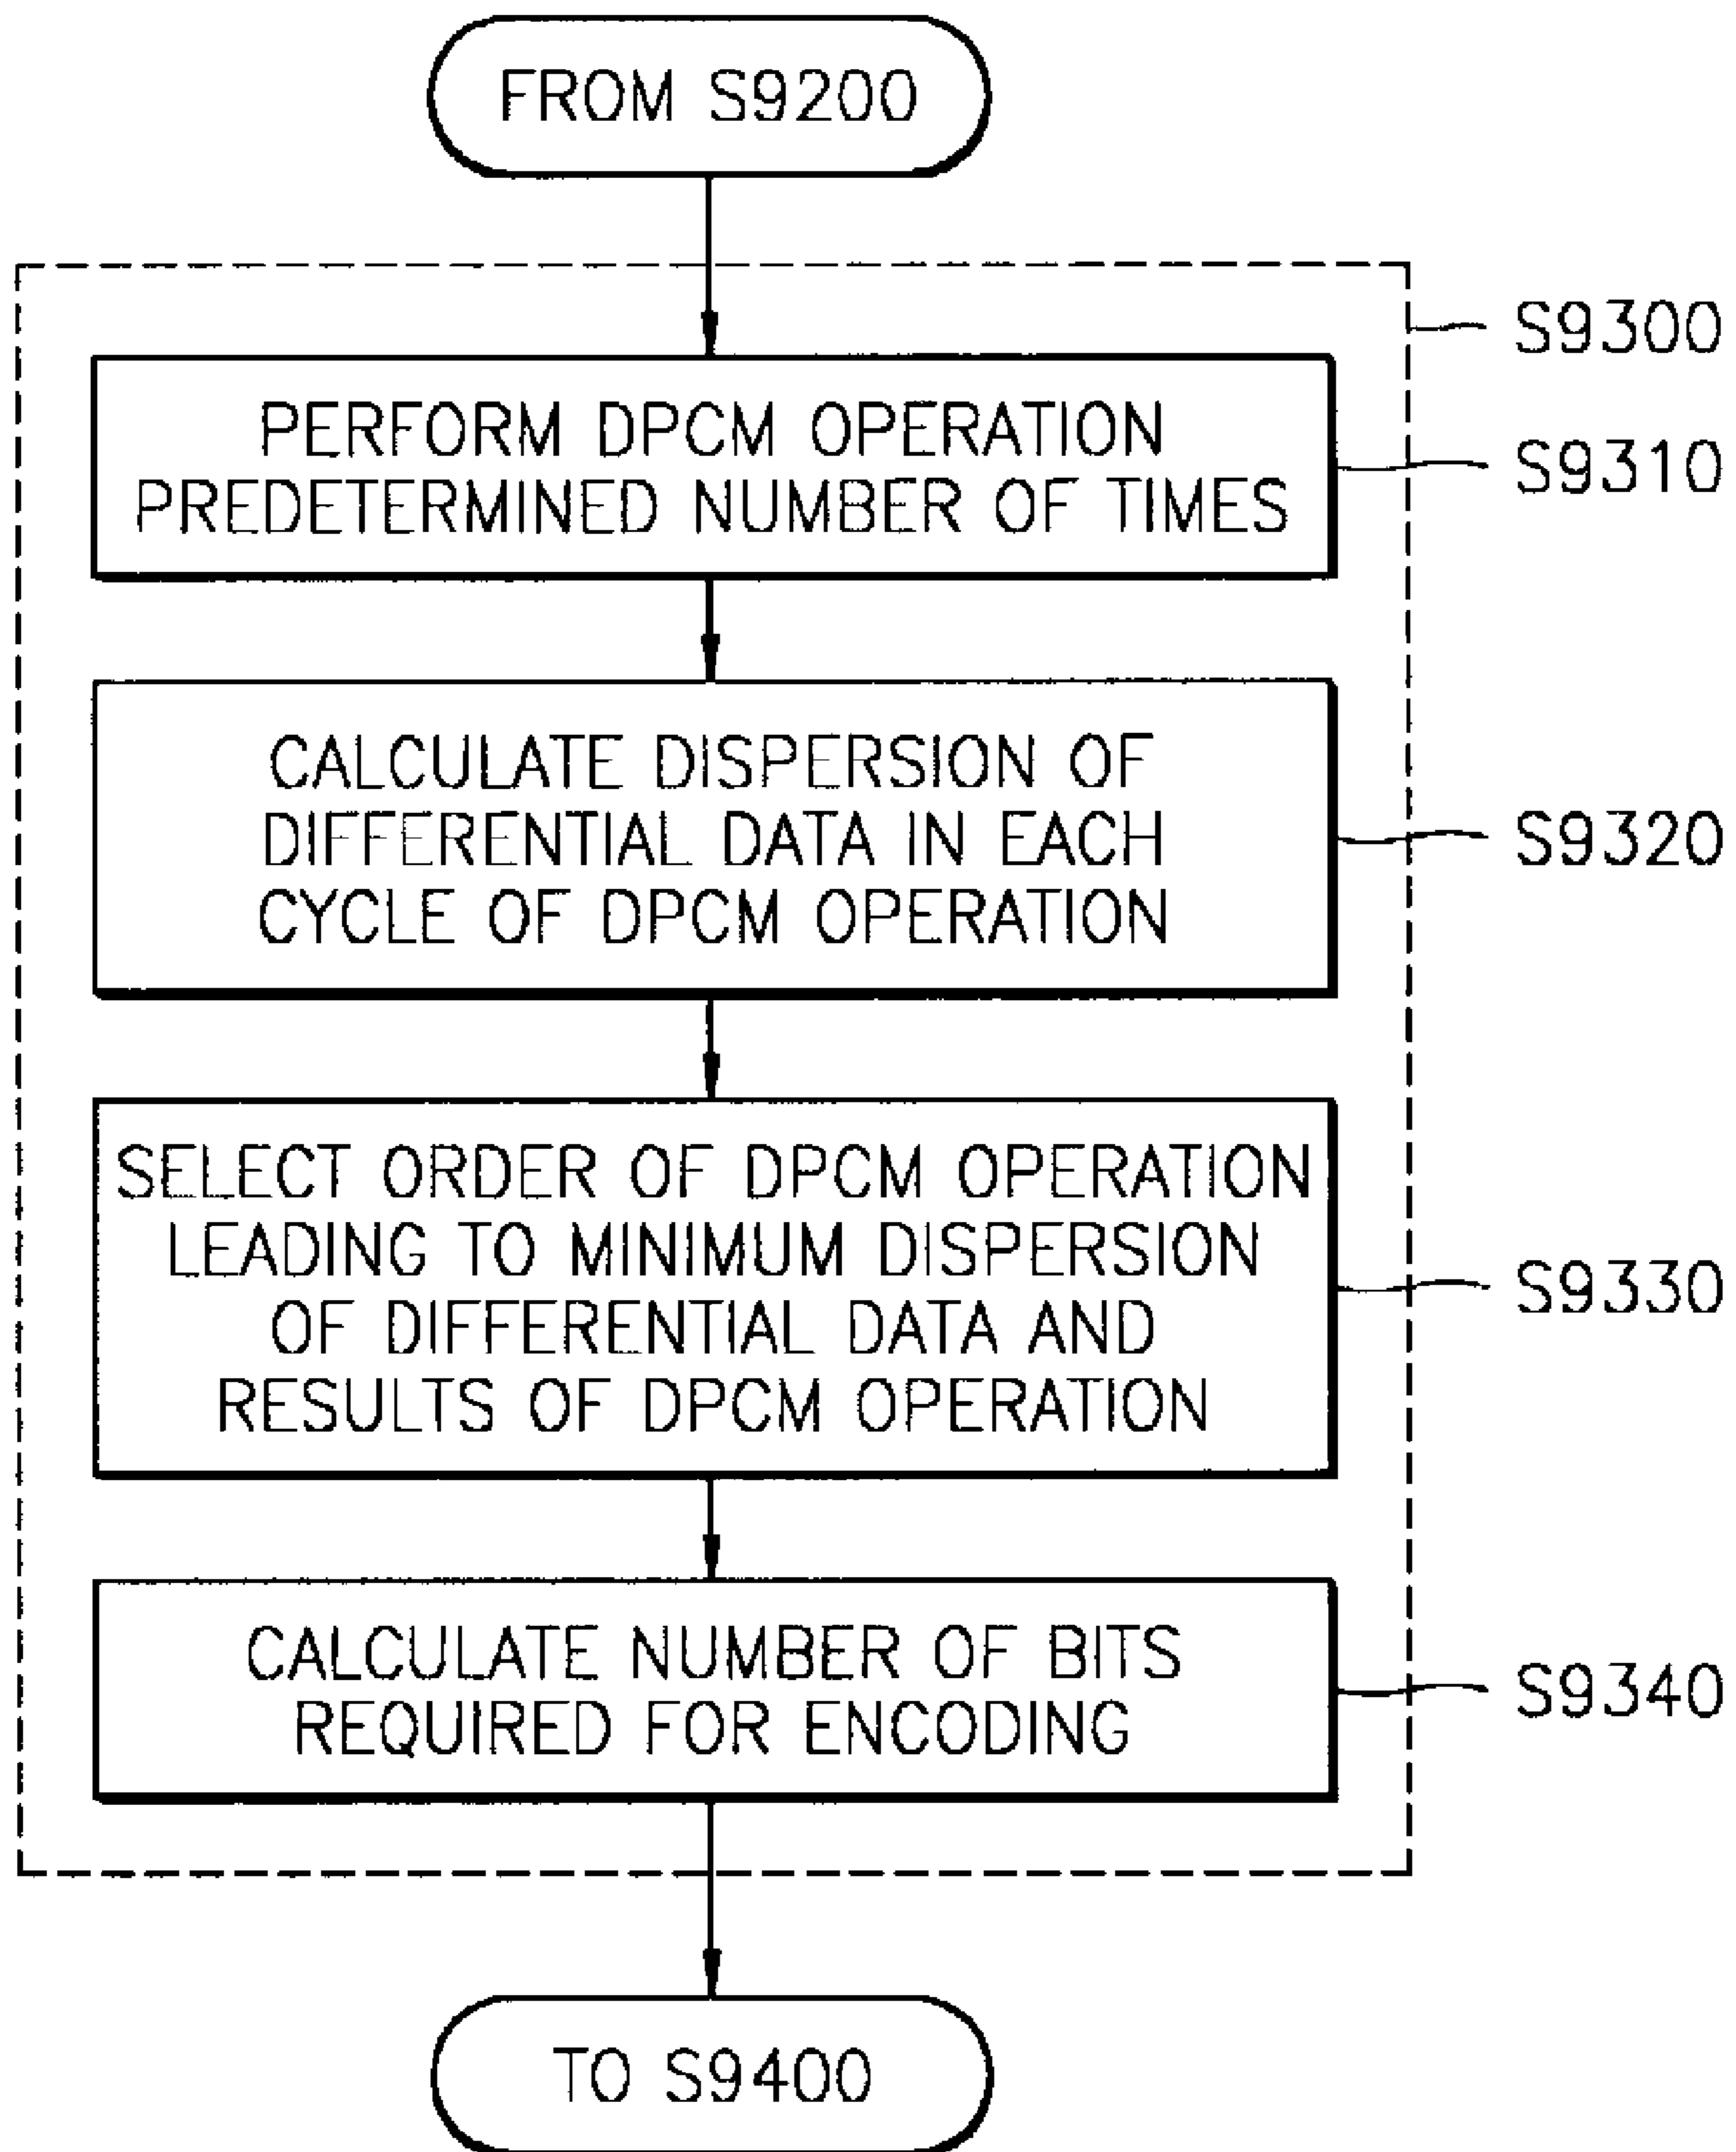 FROM S9200
S9300
PERFORM DPCM OPERATION
PREDETERMINED NUMBER OF TIMES
S9310
CALCULATE DISPERSION OF
DIFFERENTIAL DATA IN EACH
CYCLE OF DPCM OPERATION
S9320
SELECT ORDER OF DPCM OPERATION
LEADING TO MINIMUM DISPERSION
OF DIFFERENTIAL DATA AND
RESULTS OF DPCM OPERATION
S9330
CALCULATE NUMBER OF BITS
REQUIRED FOR ENCODING
S9340
TO S9400